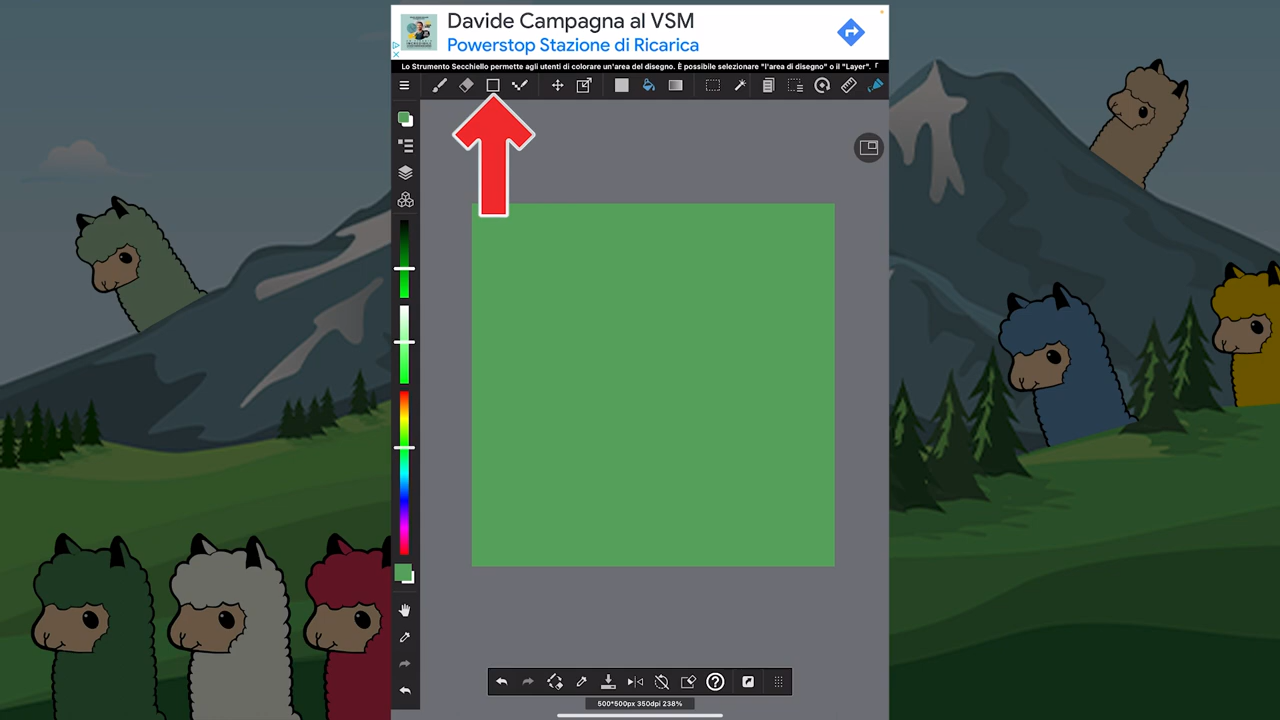 Davide Campagna al VSM
Powerstop Stazione di Ricarica
Lo Strumento Secchiello permette agli utenti di colorare un'area del disegno. È possibile selezionare "l'area di disegno" o il "Layer". 「
500*500px 350dpi 238%